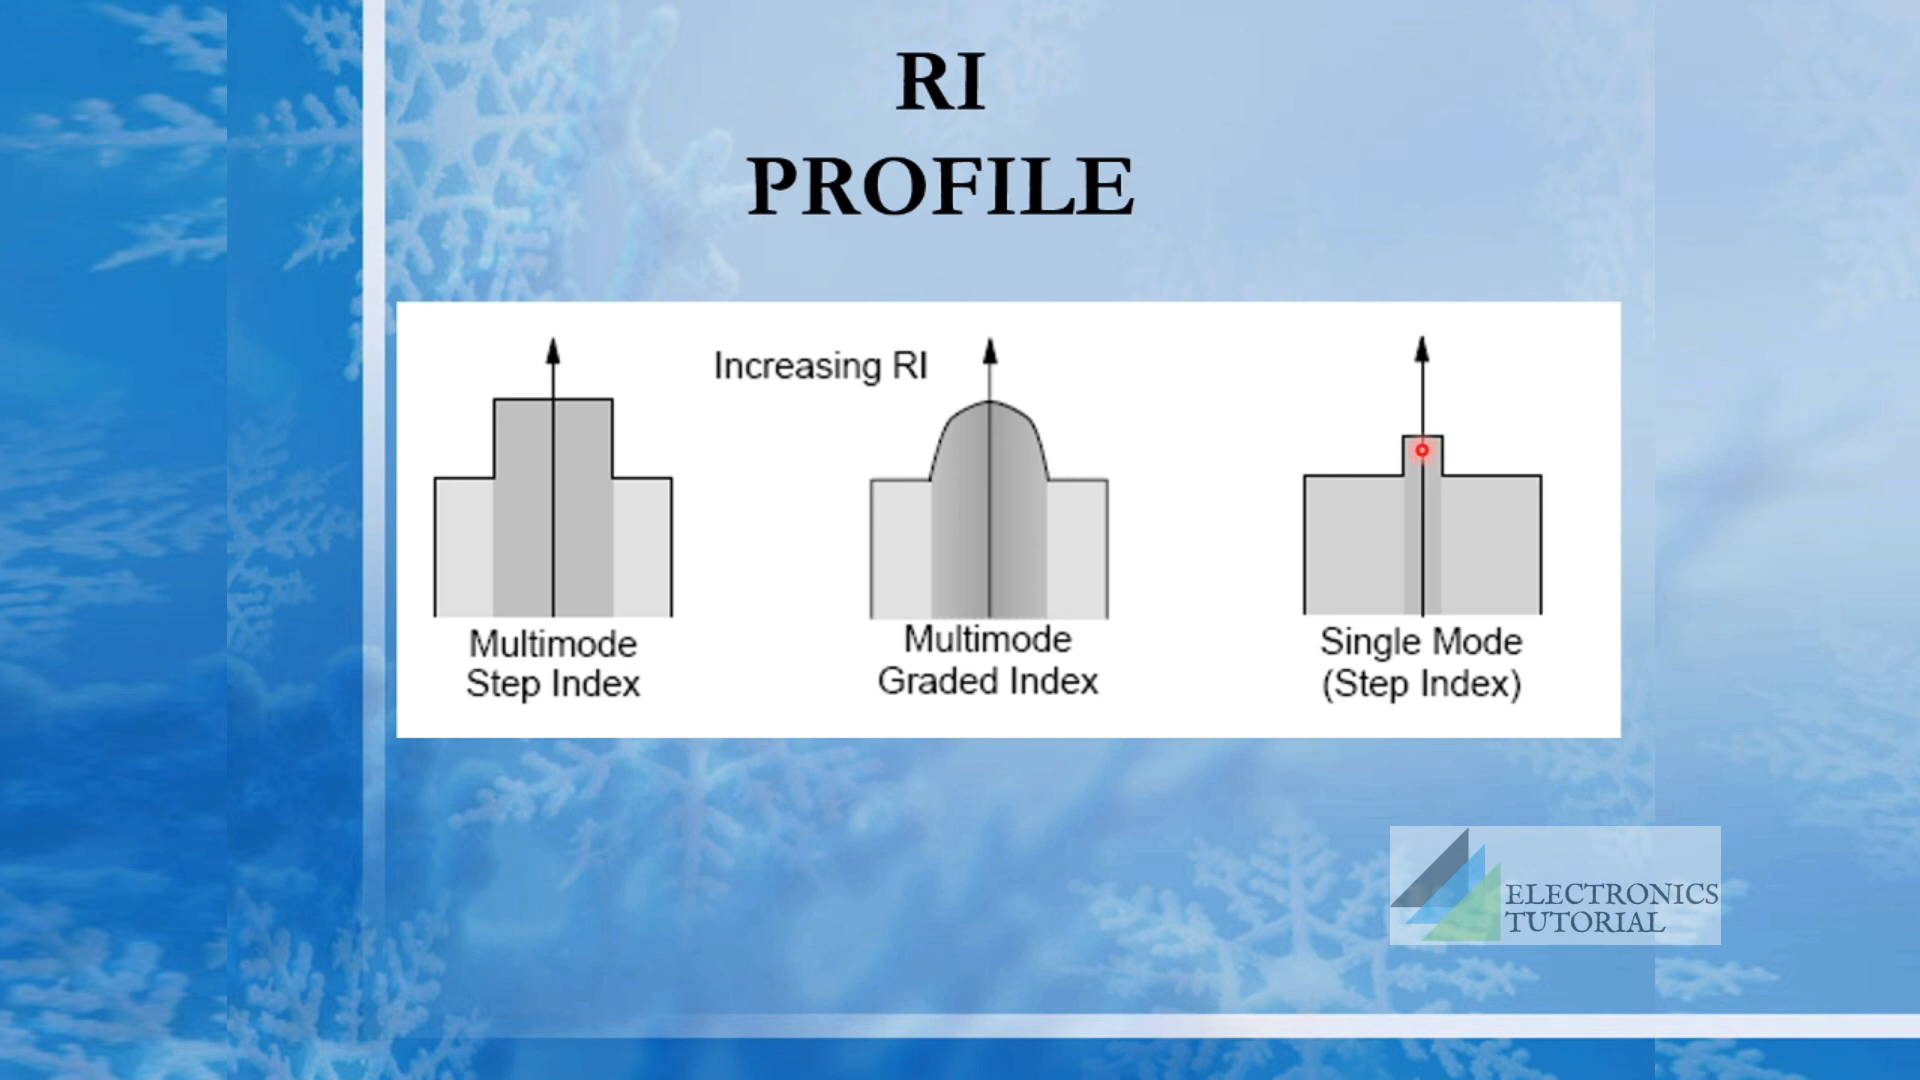 RI
PROFILE
Increasing RI
Multimode
Step Index
Multimode
Graded Index
Single Mode
(Step Index)
ELECTRONICS
TUTORIAL